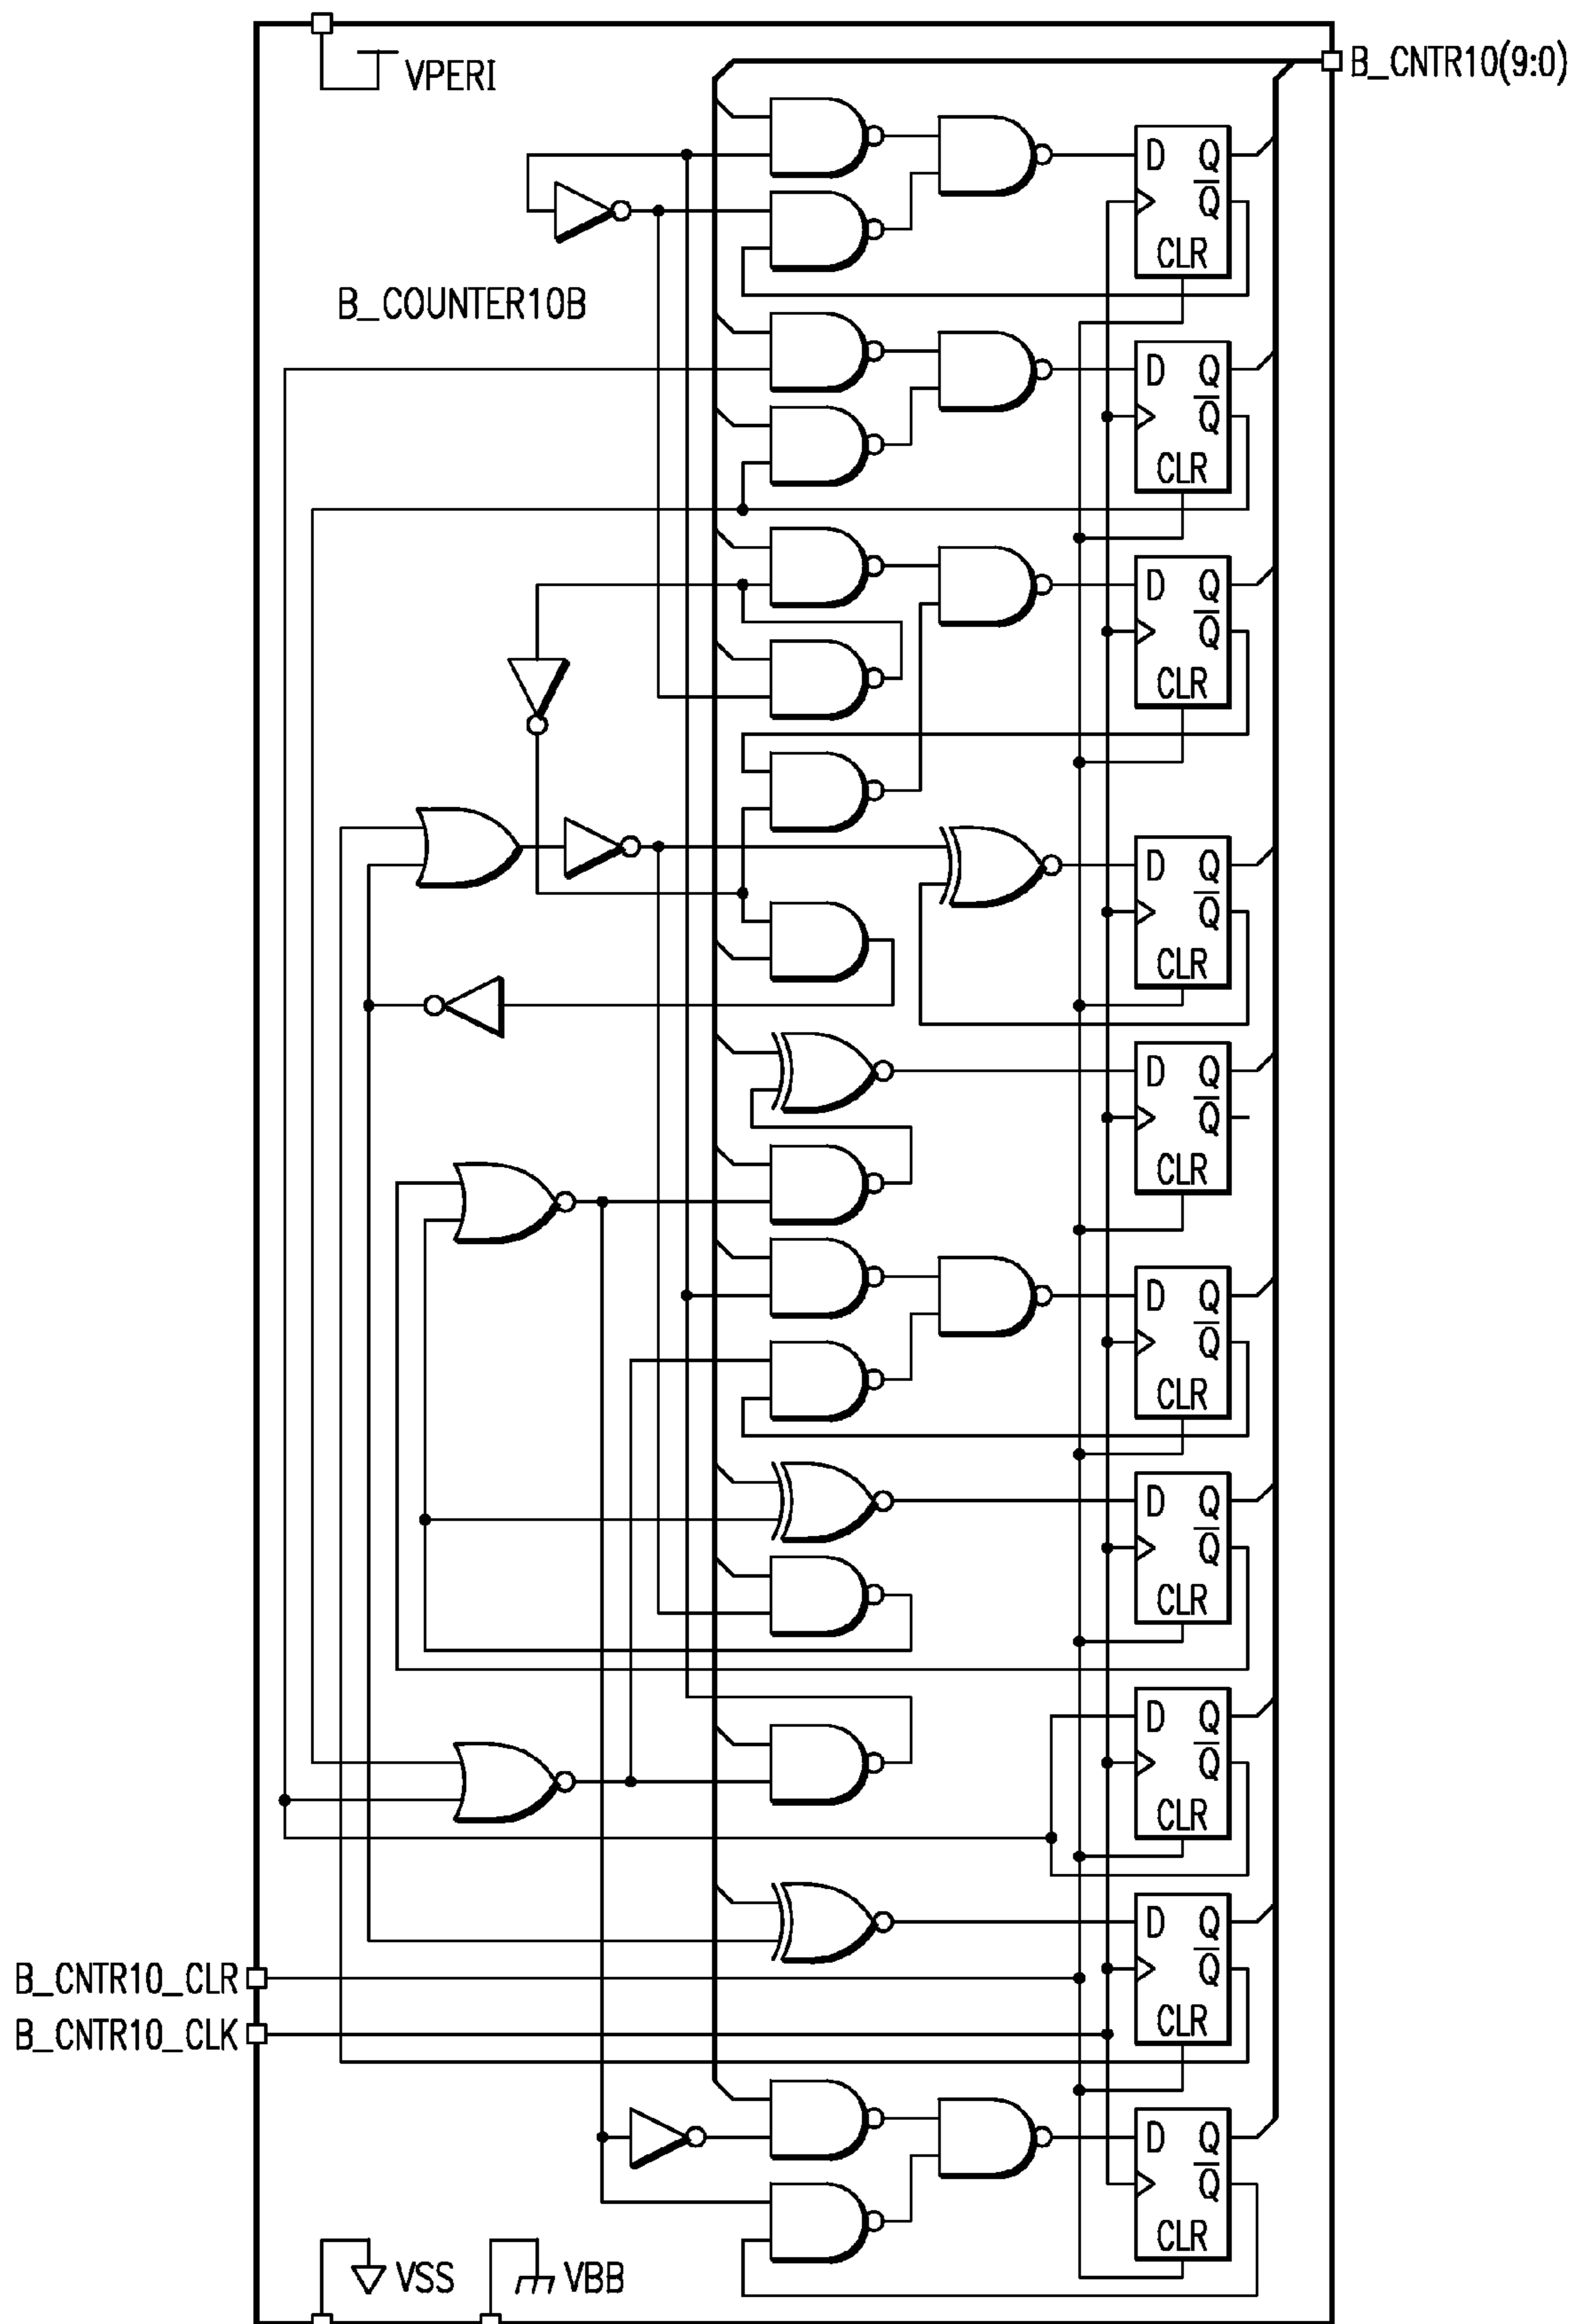 VPERI
B_CNTR10(9:0)
D Q
Q
CLR
B_COUNTER10B
D Q
Q
CLR
D Q
Q
CLR
D Q
Q
CLR
D Q
Q
CLR
D Q
Q
CLR
D Q
Q
CLR
D Q
Q
CLR
D Q
Q
CLR
B_CNTR10_CLR
B_CNTR10_CLK
D Q
Q
CLR
VSS
VBB